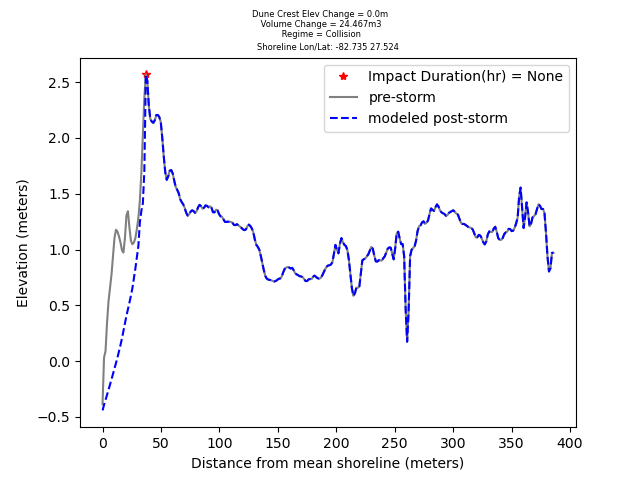 Dune Crest Elev Change = 0.0m
Volume Change = 24.467m3
Regime = Collision
Shoreline Lon/Lat: -82.735 27.524
Impact Duration(hr) = None
pre-storm
modeled post-storm
Elevation (meters)
2.5
2.0
1.5
1.0
0.5
0.0
−0.5
0 50 100 150 200 250 300 350 400
Distance from mean shoreline (meters)